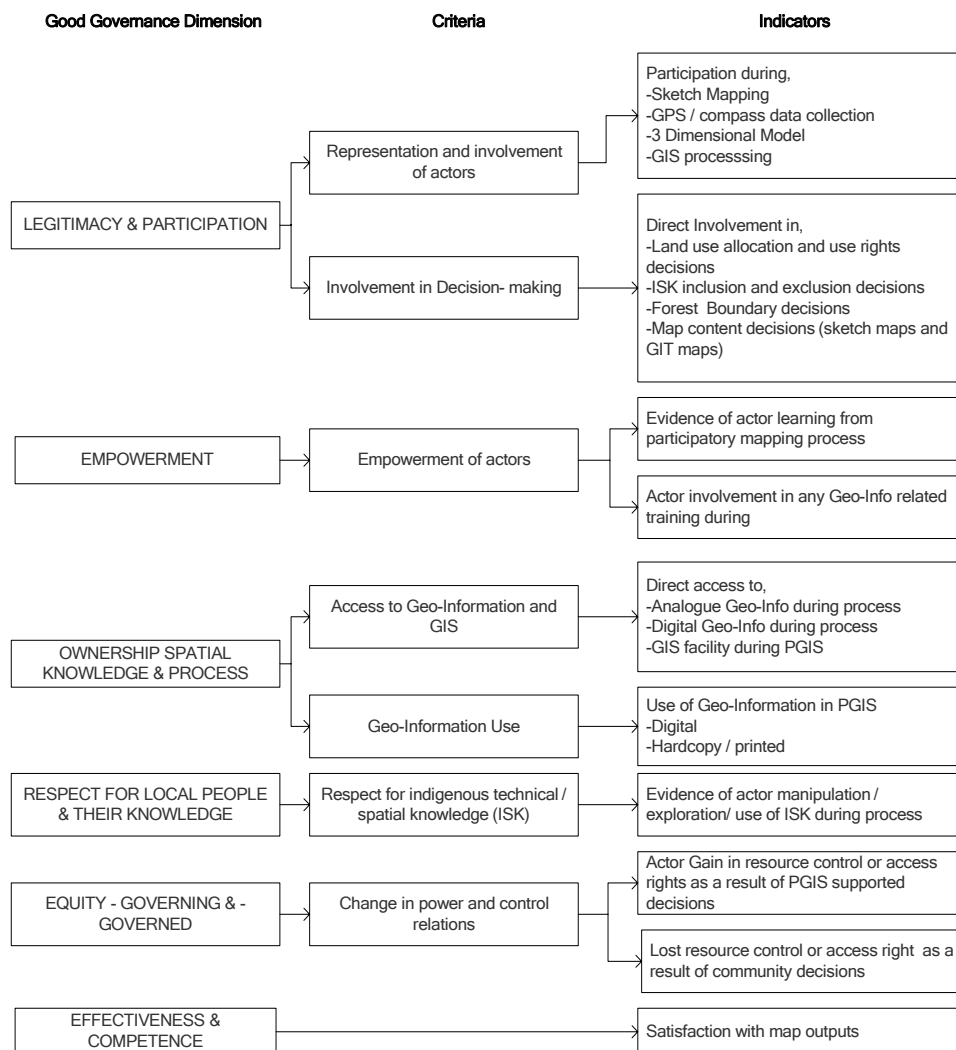 Good Governance Dimension
Criteria
Indicators
LEGITIMACY & PARTICIPATION
Representation and involvement
of actors
Participation during,
-Sketch Mapping
-GPS / compass data collection
-3 Dimensional Model
-GIS processsing
Involvement in Decision- making
Direct Involvement in,
-Land use allocation and use rights
decisions
-ISK inclusion and exclusion decisions
-Forest  Boundary decisions
-Map content decisions (sketch maps and
GIT maps)
EMPOWERMENT
Empowerment of actors
Evidence of actor learning from
participatory mapping process
Actor involvement in any Geo-Info related
training during
OWNERSHIP SPATIAL
KNOWLEDGE & PROCESS
Access to Geo-Information and
GIS
Direct access to,
-Analogue Geo-Info during process
-Digital Geo-Info during process
-GIS facility during PGIS
Geo-Information Use
Use of Geo-Information in PGIS
-Digital
-Hardcopy / printed
RESPECT FOR LOCAL PEOPLE
& THEIR KNOWLEDGE
Respect for indigenous technical /
spatial knowledge (ISK)
Evidence of actor manipulation /
exploration/ use of ISK during process
EQUITY - GOVERNING & -
GOVERNED
Change in power and control
relations
Actor Gain in resource control or access
rights as a result of PGIS supported
decisions
Lost resource control or access right  as a
result of community decisions
EFFECTIVENESS &
COMPETENCE
Satisfaction with map outputs